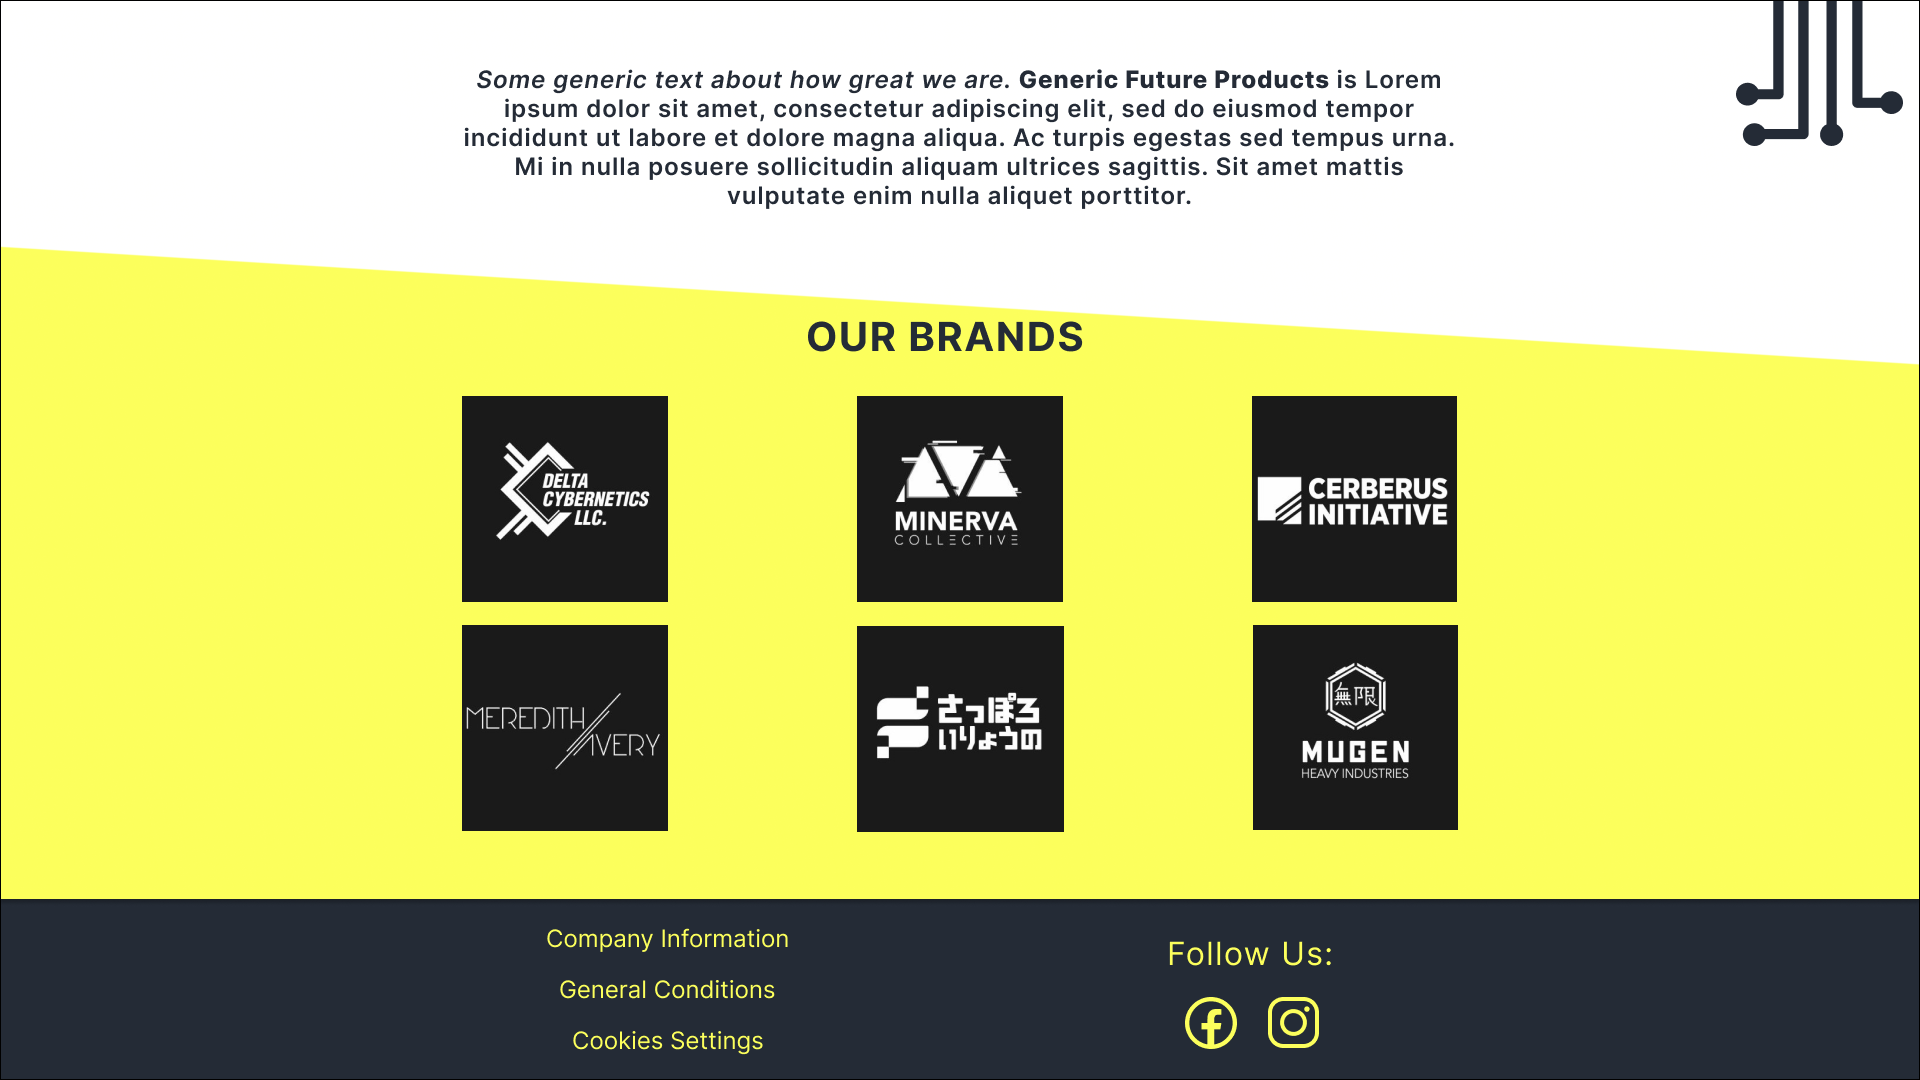 Some generic text about how great we are. Generic Future Products is Lorem
ipsum dolor sit amet, consectetur adipiscing elit, sed do eiusmod tempor
incididunt ut labore et dolore magna aliqua. Ac turpis egestas sed tempus urna.
Mi in nulla posuere sollicitudin aliquam ultrices sagittis. Sit amet mattis
vulputate enim nulla aliquet porttitor.
OUR BRANDS
DELTA
CYBERNETICS
LLC.
MINERVA
COLLECTIVE
CERBERUS
INITIATIVE
MEREDITH
AVERY
さっぽろ
いりょうの
無限
MUGEN
HEAVY INDUSTRIES
Company Information
General Conditions
Cookies Settings
Follow Us: